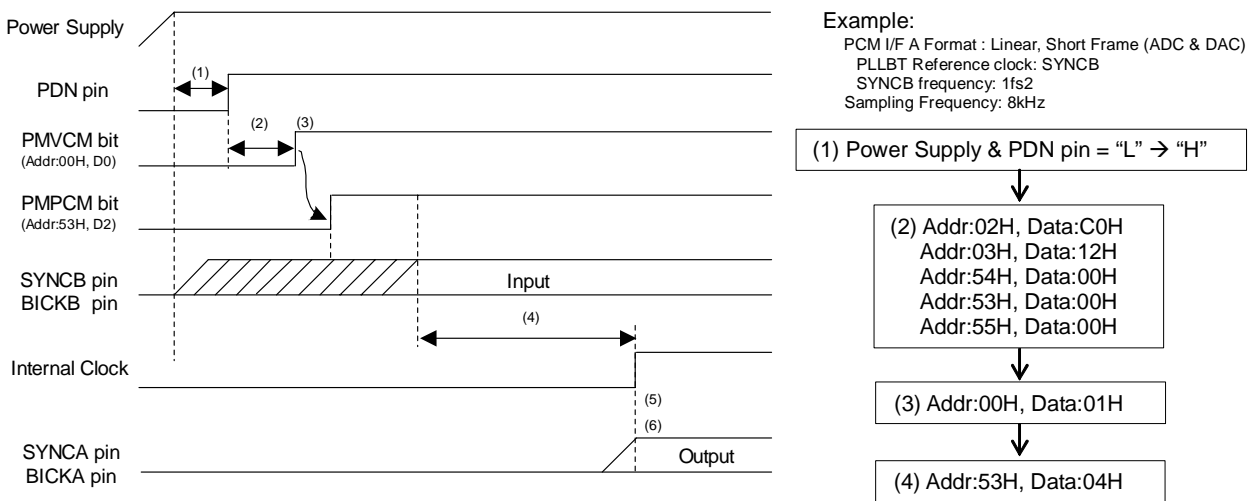 Power Supply
(1)
PDN pin
(2)
(3)
PMVCM bit
(Addr:00H, D0)
PMPCM bit
(Addr:53H, D2)
SYNCB pin
BICKB pin
Input
(4)
Internal Clock
(5)
(6)
SYNCA pin
BICKA pin
Output
Example:
PCM I/F A Format : Linear, Short Frame (ADC & DAC)
PLLBT Reference clock: SYNCB
SYNCB frequency: 1fs2
Sampling Frequency: 8kHz
(1) Power Supply & PDN pin = “L” → “H”
(2) Addr:02H, Data:C0H
Addr:03H, Data:12H
Addr:54H, Data:00H
Addr:53H, Data:00H
Addr:55H, Data:00H
(3) Addr:00H, Data:01H
(4) Addr:53H, Data:04H